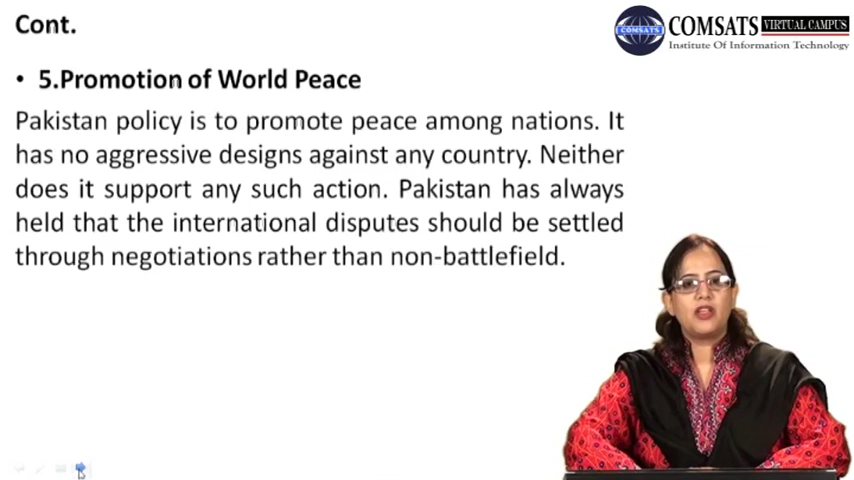 Cont.
COMSATS VIRTUAL CAMPUS
Institute Of Information Technology
COMSATS
• 5.Promotion of World Peace
Pakistan policy is to promote peace among nations. It
has no aggressive designs against any country. Neither
does it support any such action. Pakistan has always
held that the international disputes should be settled
through negotiations rather than non-battlefield.